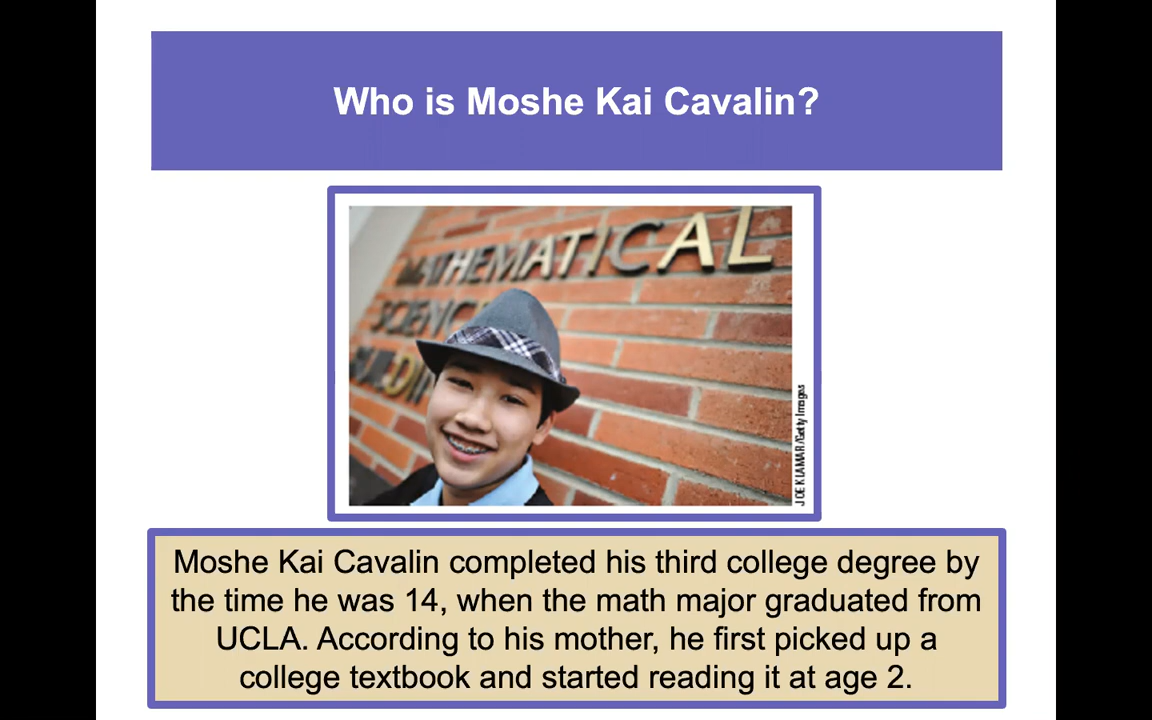 Who is Moshe Kai Cavalin?
MATHEMATICAL
SCIENC
BUILDIN
JOE KLAMAR/Getty Images
Moshe Kai Cavalin completed his third college degree by
the time he was 14, when the math major graduated from
UCLA. According to his mother, he first picked up a
college textbook and started reading it at age 2.